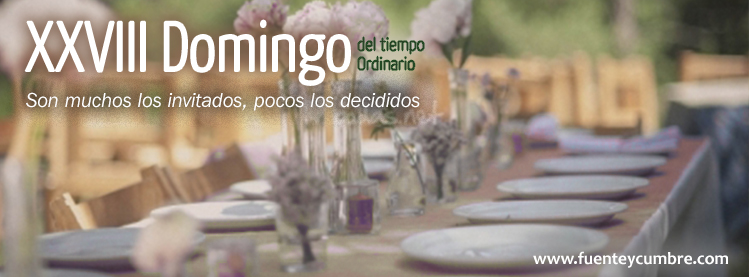 XXVIII Domingo
del tiempo
Ordinario
Son muchos los invitados, pocos los decididos
www.fuenteycumbre.com